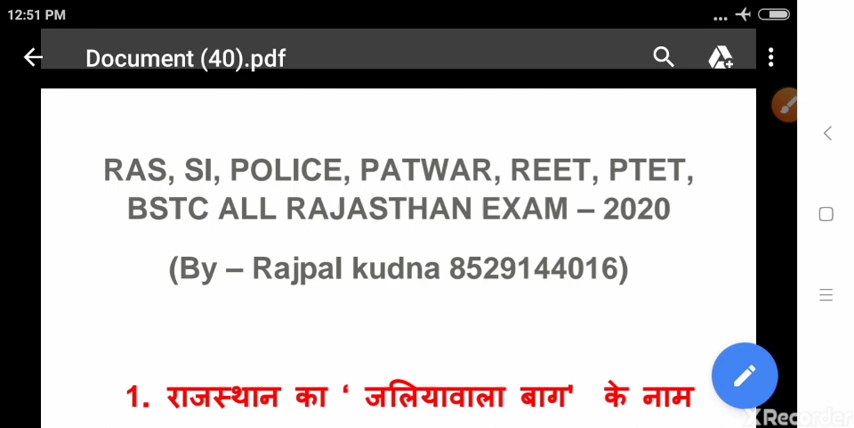 12:51 PM
Document (40).pdf
RAS, SI, POLICE, PATWAR, REET, PTET,
BSTC ALL RAJASTHAN EXAM – 2020
(By – Rajpal kudna 8529144016)
1. राजस्थान का ‘ जलियावाला बाग' के नाम
XRecorder